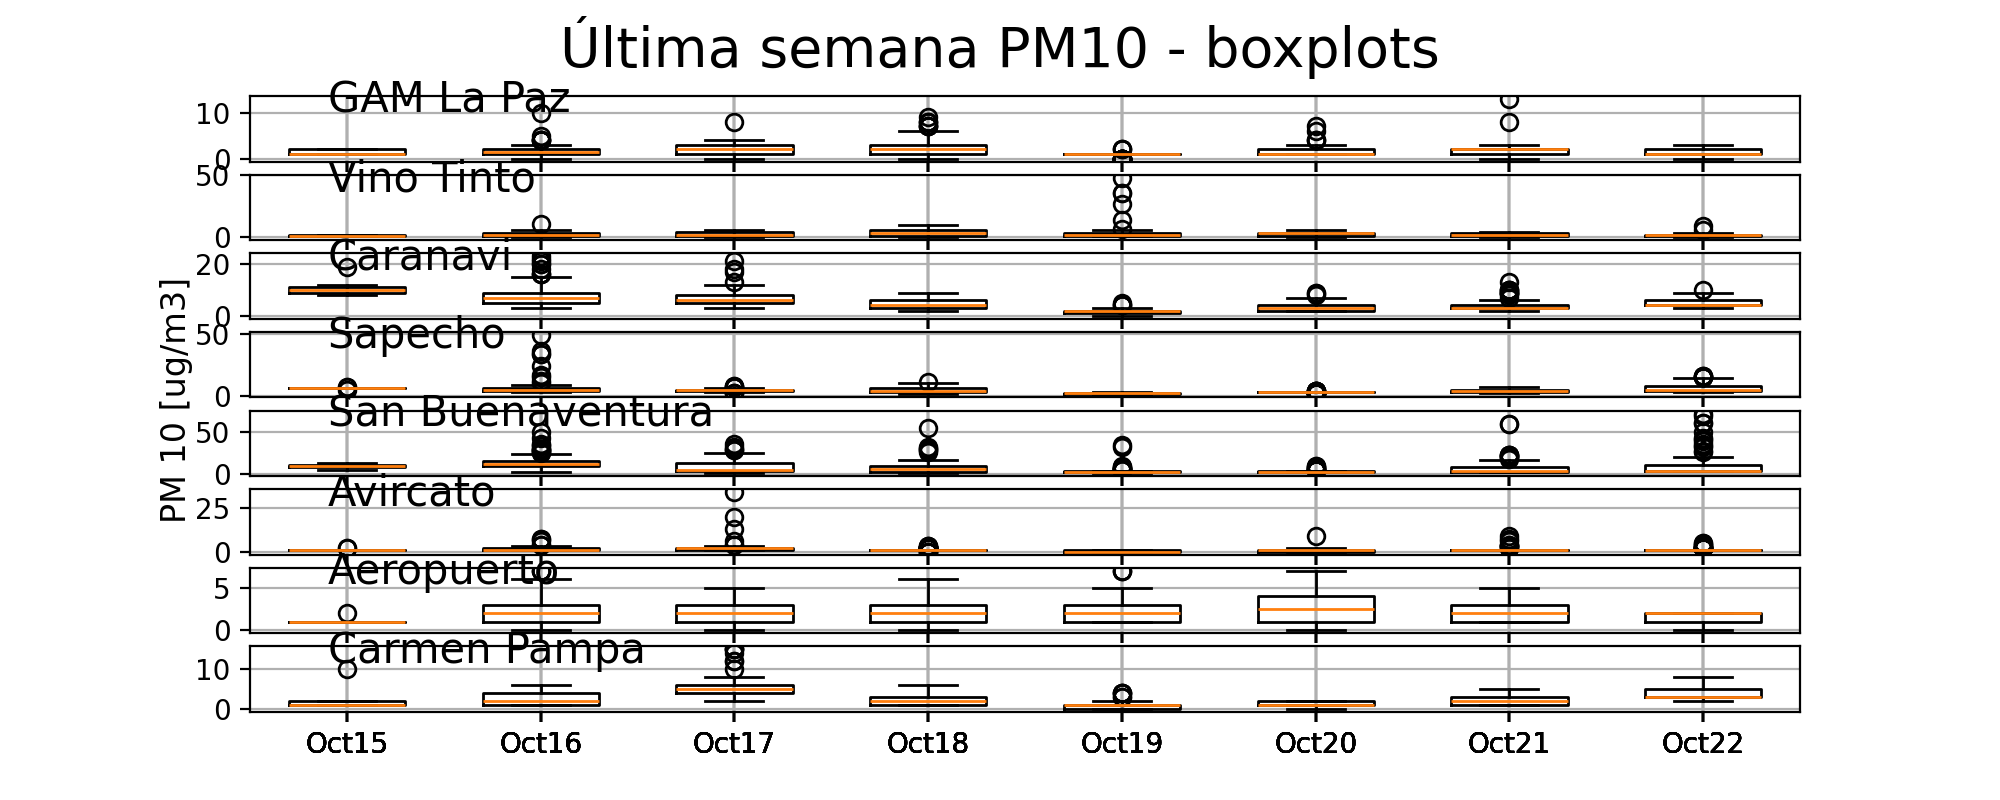 Última semana PM10 - boxplots
GAM La Paz
10
0
Vino Tinto
50
0
Caranavi
20
0
Sapecho
50
0
San Buenaventura
50
0
Avircato
25
0
Aeropuerto
5
0
Carmen Pampa
10
0
PM 10 [ug/m3]
Oct15 Oct16 Oct17 Oct18 Oct19 Oct20 Oct21 Oct22